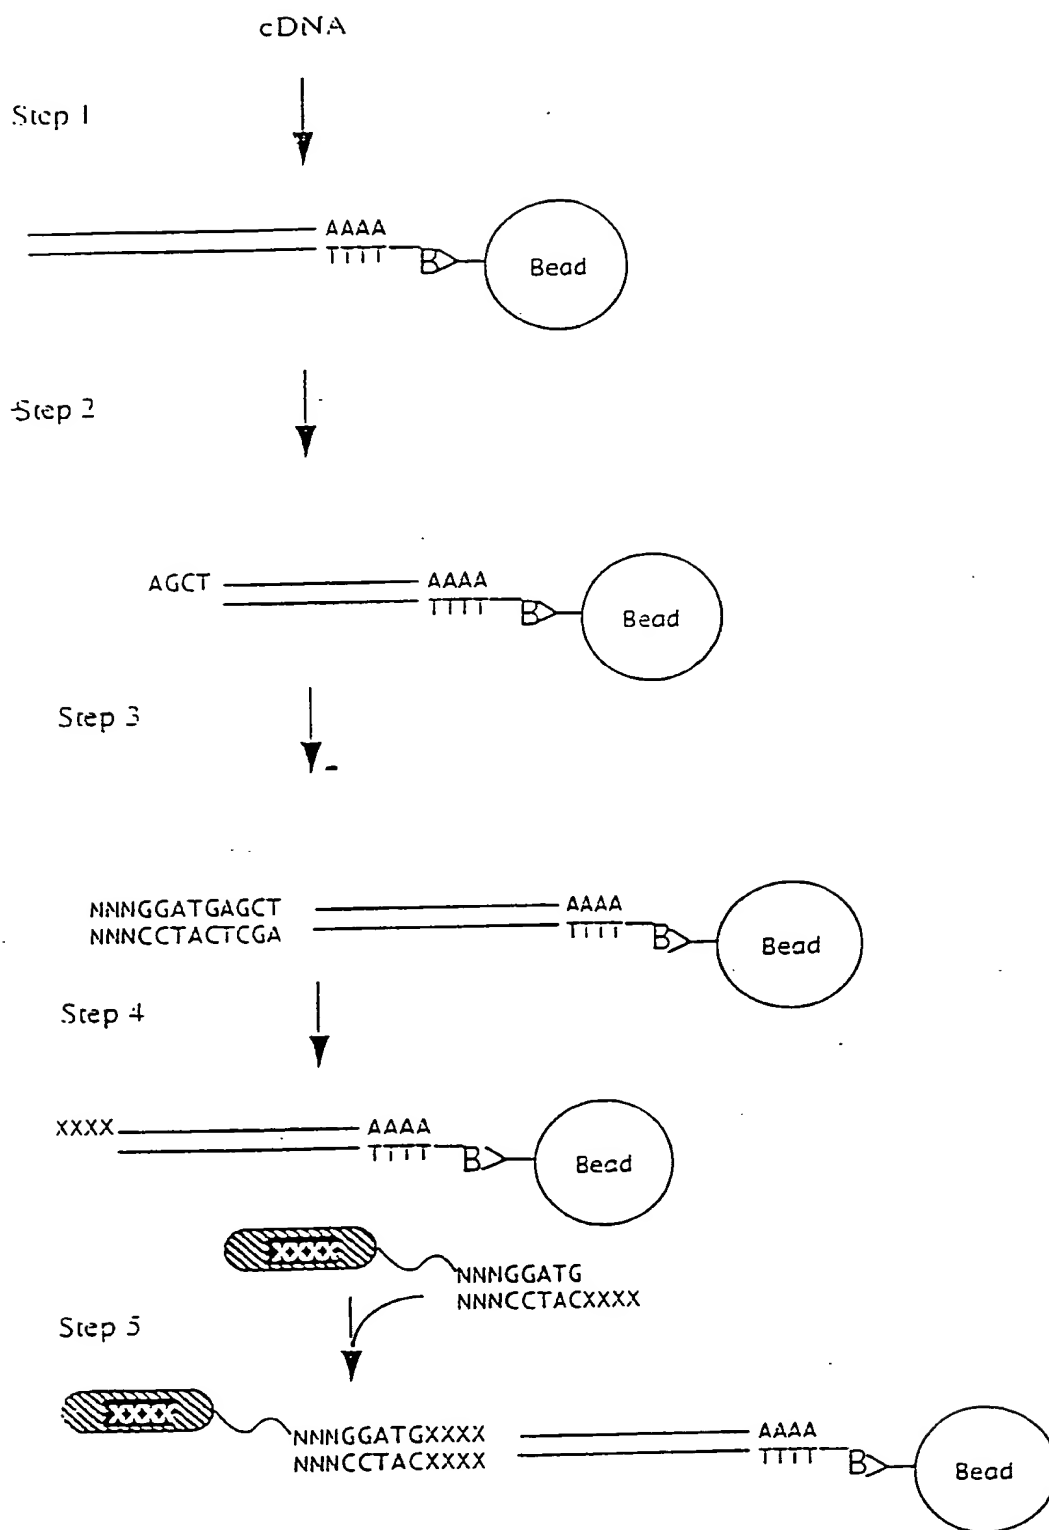 cDNA
Step 1
AAAA
TTTT
B
Bead
Step 2
AGCT
AAAA
TTTT
B
Bead
Step 3
NNNGGATGAGCT
NNNCCTACTCGA
AAAA
TTTT
B
Bead
Step 4
XXXX
AAAA
TTTT
B
Bead
XXXX
NNNGGATG
NNNCCTACXXXX
Step 5
XXXX
NNNGGATGXXXX
NNNCCTACXXXX
AAAA
TTTT
B
Bead